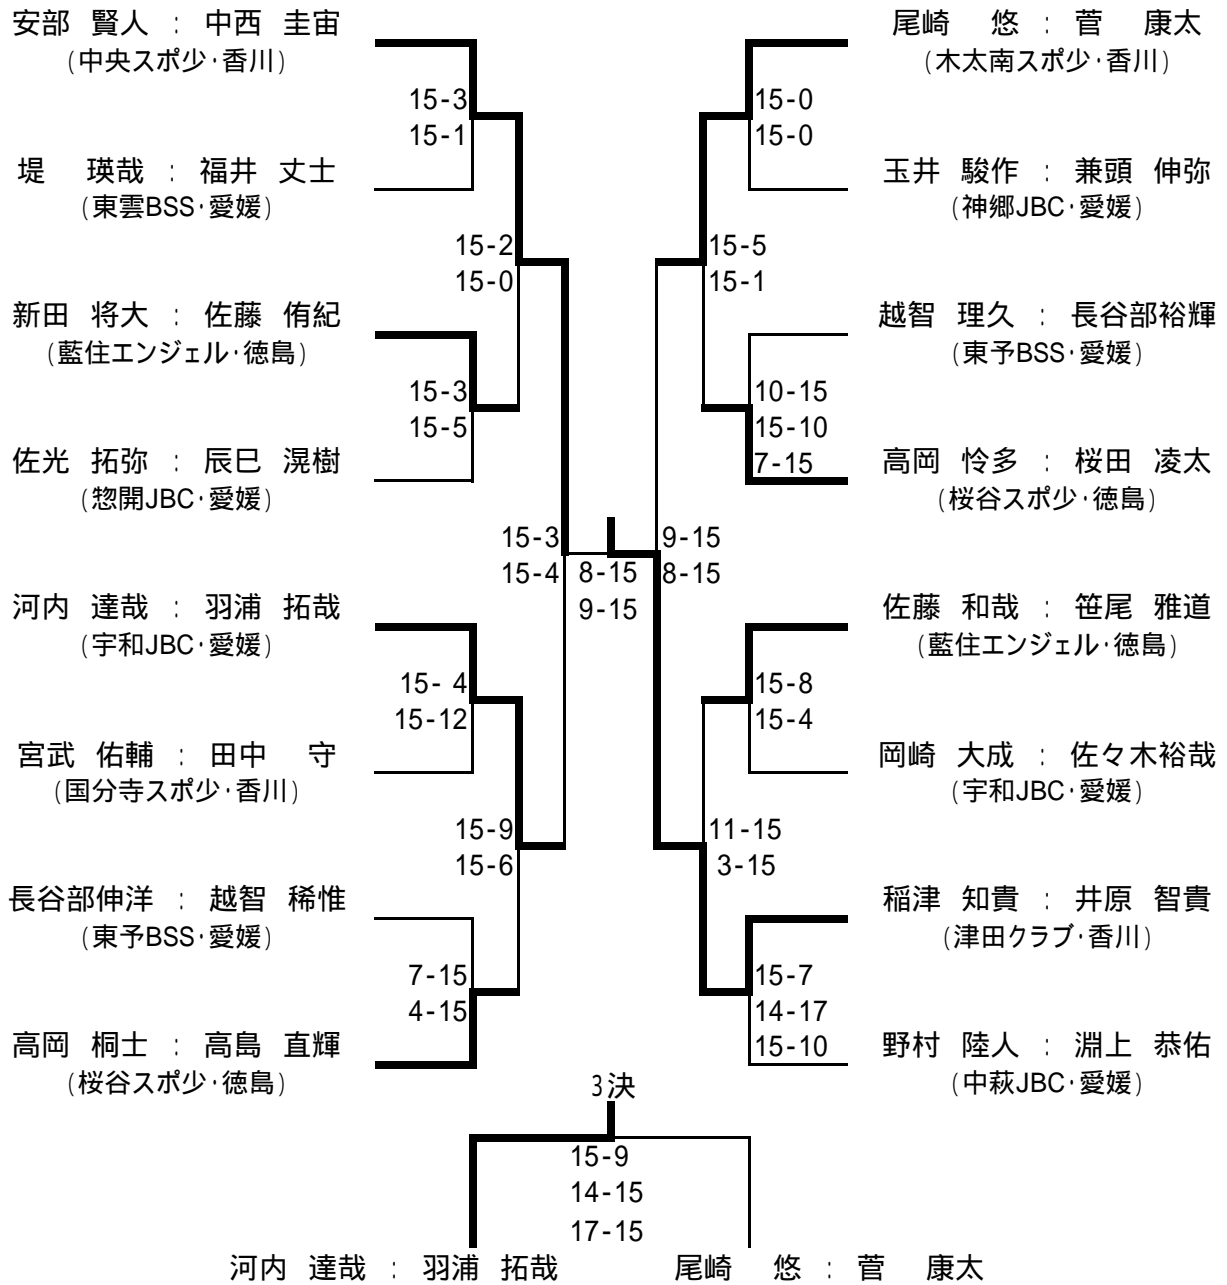 安部 賢人 : 中西 圭宙
(中央スポ少·香川)
15-3
15-1
堤 瑛哉 : 福井 丈士
(東雲BSS·愛媛)
15-2
15-0
新田 将大 : 佐藤 侑紀
(藍住エンジェル·徳島)
15-3
15-5
佐光 拓弥 : 辰巳 滉樹
(惣開JBC·愛媛)
15-3
15-4
河内 達哉 : 羽浦 拓哉
(宇和JBC·愛媛)
15- 4
15-12
宮武 佑輔 : 田中 守
(国分寺スポ少·香川)
15-9
15-6
長谷部伸洋 : 越智 稀惟
(東予BSS·愛媛)
7-15
4-15
高岡 桐士 : 高島 直輝
(桜谷スポ少·徳島)
8-15
9-15
尾崎 悠 : 菅 康太
(木太南スポ少·香川)
15-0
15-0
玉井 駿作 : 兼頭 伸弥
(神郷JBC·愛媛)
15-5
15-1
越智 理久 : 長谷部裕輝
(東予BSS·愛媛)
10-15
15-10
7-15
高岡 怜多 : 桜田 凌太
(桜谷スポ少·徳島)
9-15
8-15
佐藤 和哉 : 笹尾 雅道
(藍住エンジェル·徳島)
15-8
15-4
岡崎 大成 : 佐々木裕哉
(宇和JBC·愛媛)
11-15
3-15
稲津 知貴 : 井原 智貴
(津田クラブ·香川)
15-7
14-17
15-10
野村 陸人 : 淵上 恭佑
(中萩JBC·愛媛)
3決
15-9
14-15
17-15
河内 達哉 : 羽浦 拓哉 尾崎 悠 : 菅 康太